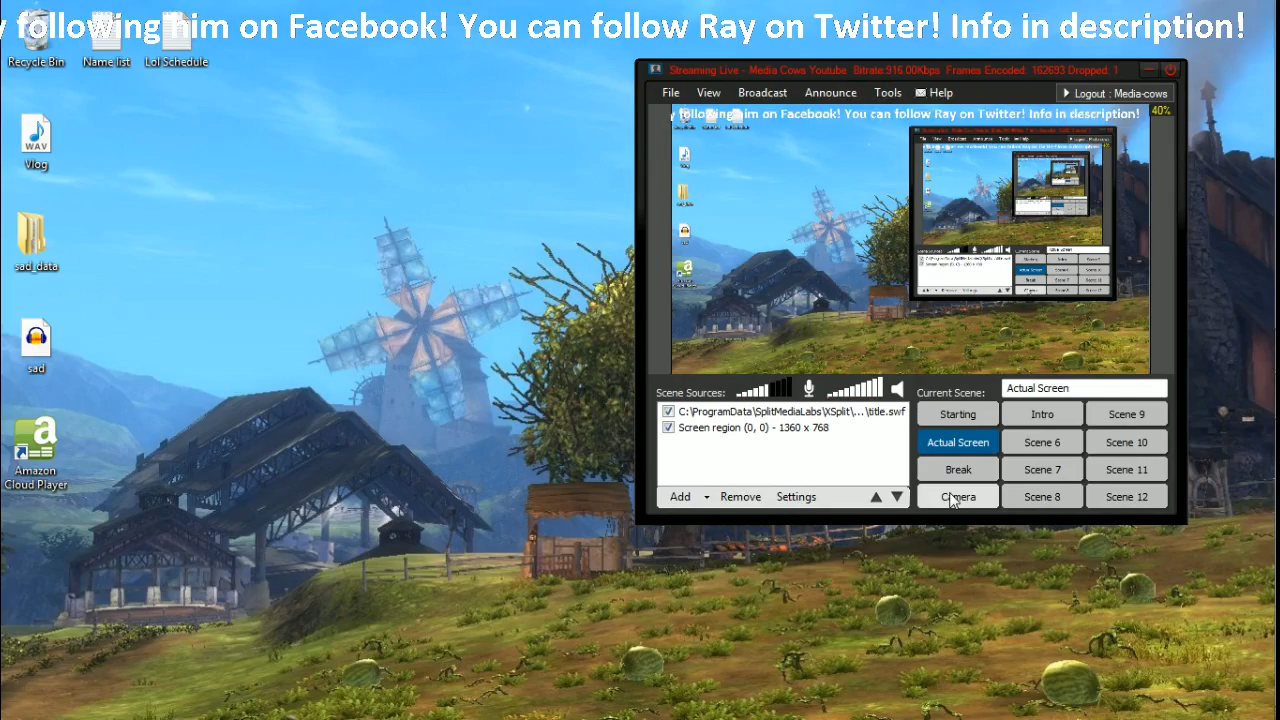 following him on Facebook! You can follow Ray on Twitter! Info in description!
Recycle Bin
Name list
Lol Schedule
WAV
Vlog
sad_data
sad
a
Amazon
Cloud Player
Streaming Live - Media Cows Youtube Bitrate:916.00Kbps Frames Encoded: 162693 Dropped: 1
File View Broadcast Announce Tools Help Logout : Media-cows
following him on Facebook! You can follow Ray on Twitter! Info in description! 40%
Scene Sources:
C:\ProgramData\SplitMediaLabs\XSplit\...\title.swf
Screen region (0, 0) - 1360 x 768
Add Remove Settings
Current Scene: Actual Screen
Starting Intro Scene 9
Actual Screen Scene 6 Scene 10
Break Scene 7 Scene 11
Camera Scene 8 Scene 12